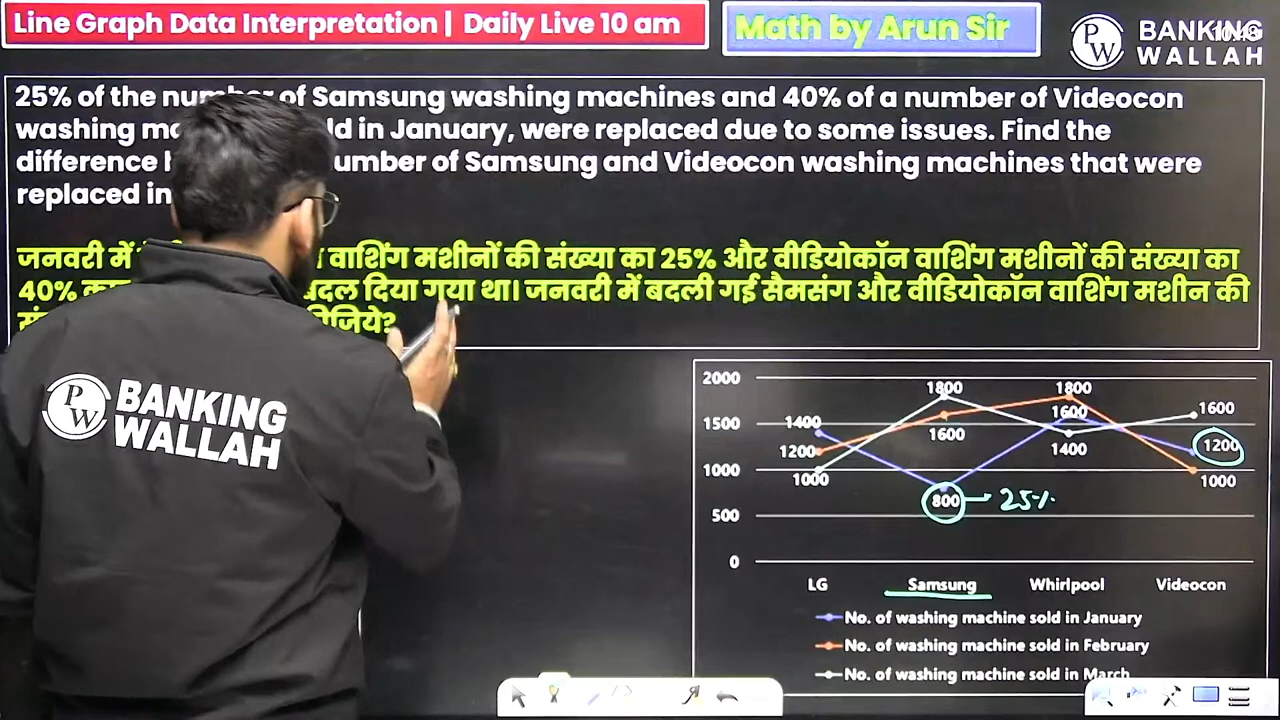 Line Graph Data Interpretation | Daily Live 10 am
Math by Arun Sir
PW BANKING
WALLAH
25% of the number of Samsung washing machines and 40% of a number of Videocon
washing ld in January, were replaced due to some issues. Find the
difference umber of Samsung and Videocon washing machines that were
replaced in
जनवरी में वाशिंग मशीनों की संख्या का 25% और वीडियोकॉन वाशिंग मशीनों की संख्या का
40% बदल दिया गया था। जनवरी में बदली गई सैमसंग और वीडियोकॉन वाशिंग मशीन की
PW BANKING
WALLAH
2000
1500
1000
500
0
1400
1200
1000
1800
1600
800
25%
1800
1600
1400
1600
1200
1000
LG Samsung Whirlpool Videocon
No. of washing machine sold in January
No. of washing machine sold in February
No. of washing machine sold in March